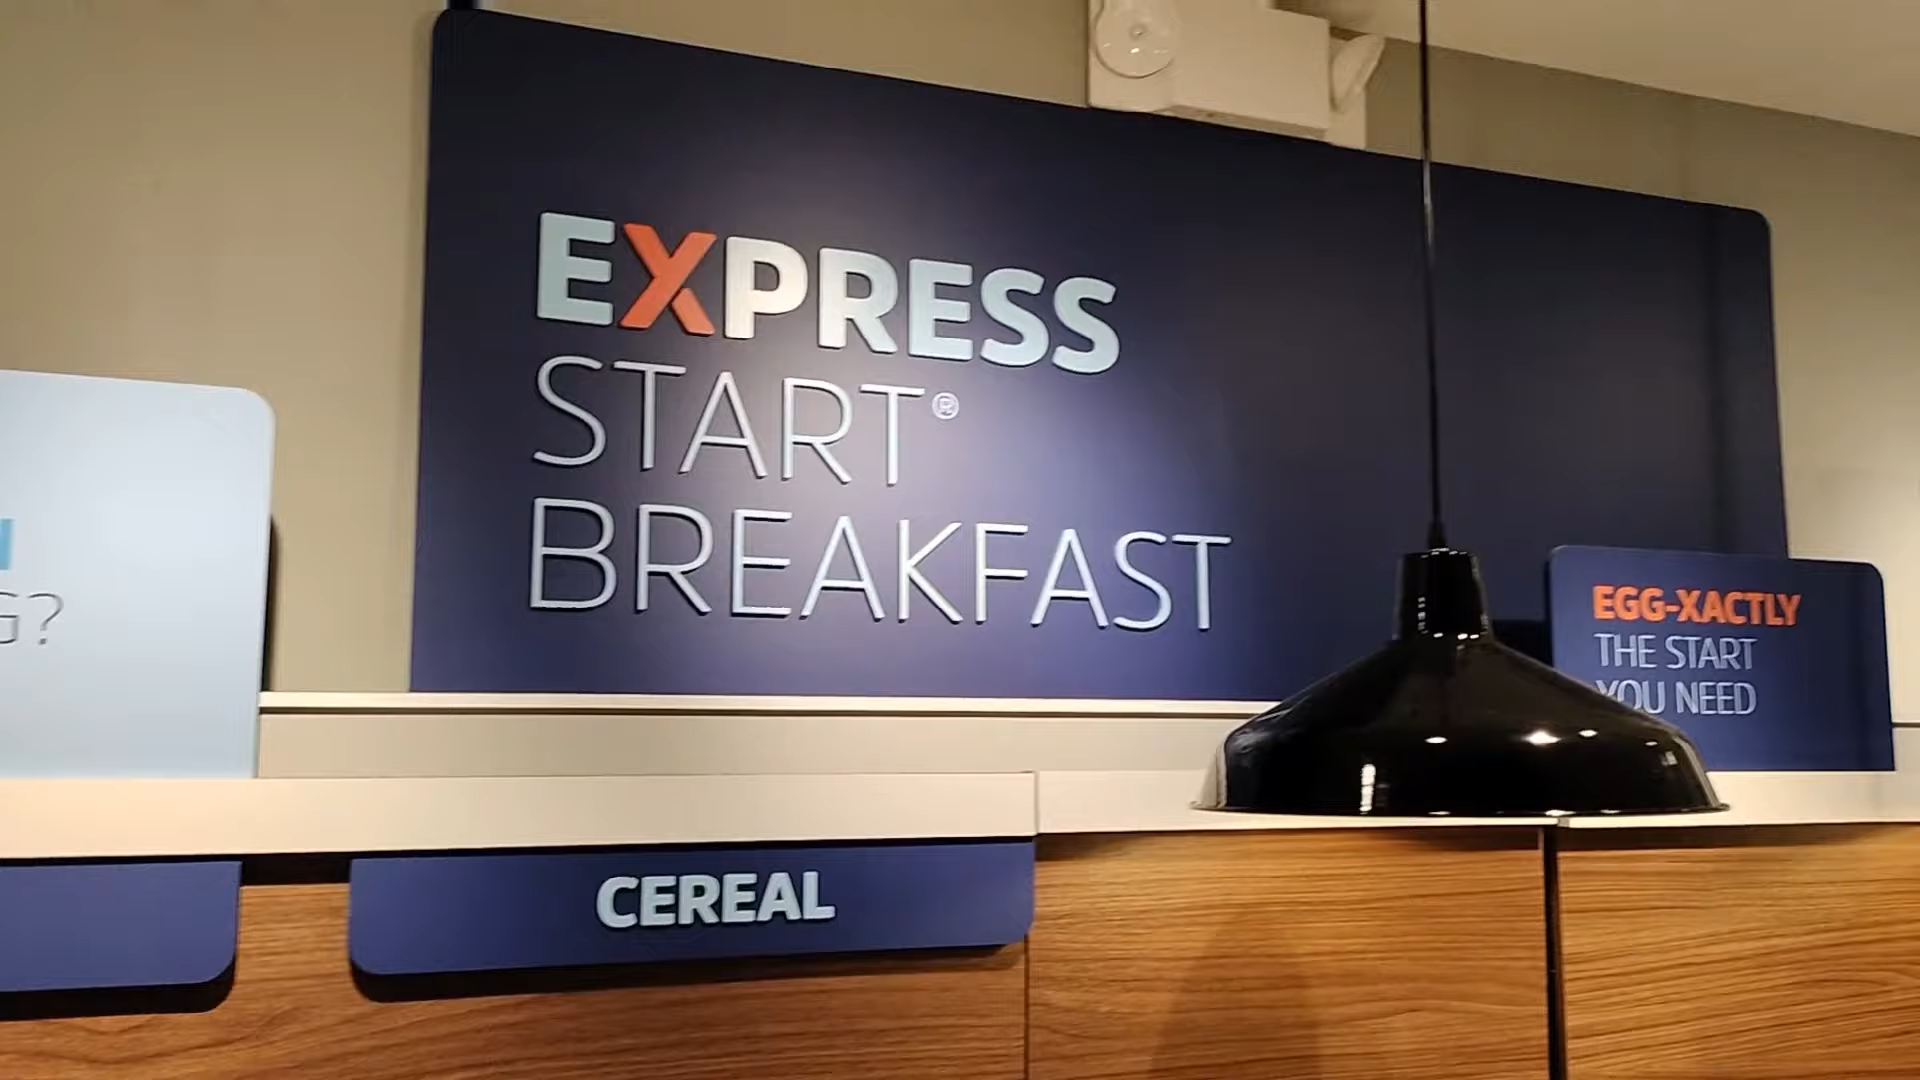 EXPRESS
START®
BREAKFAST
EGG-XACTLY
THE START
YOU NEED
CEREAL